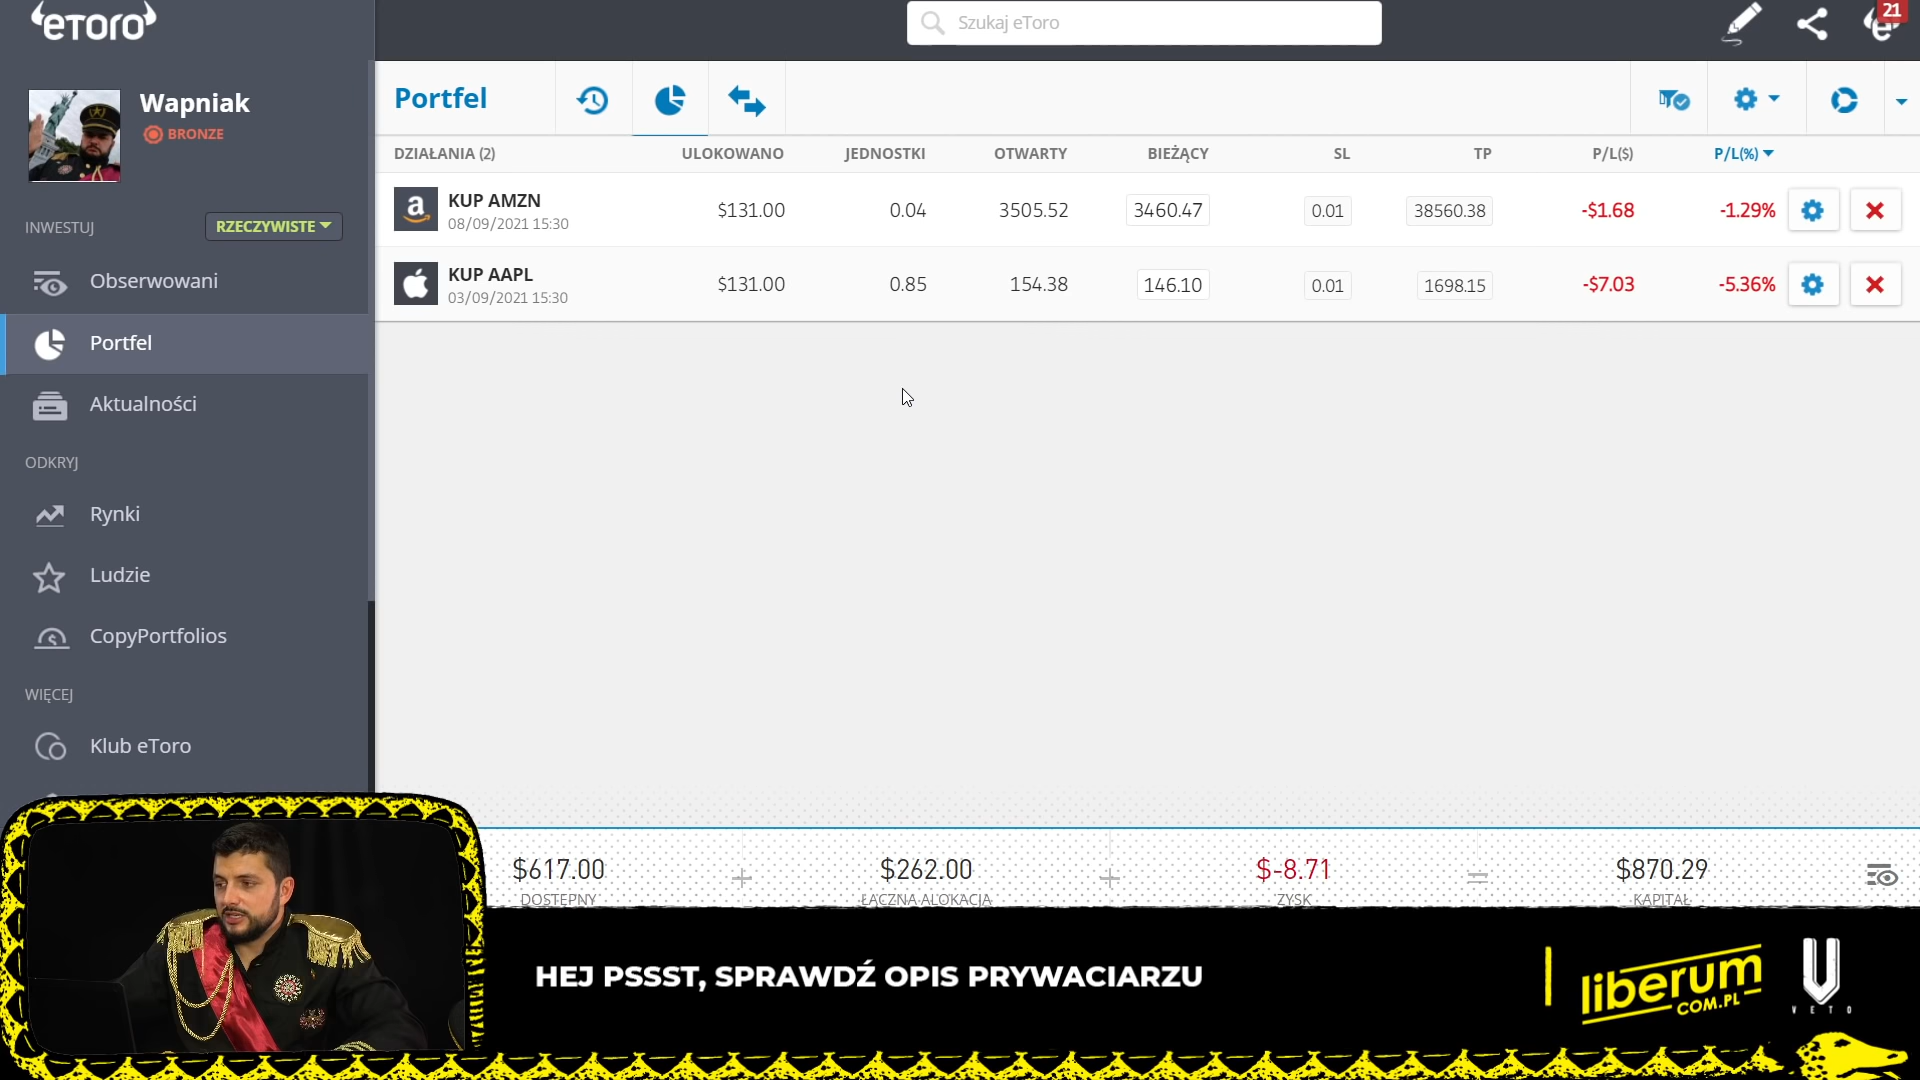 eToro
Szukaj eToro
21
Wapniak
BRONZE
INWESTUJ
RZECZYWISTE
Obserwowani
Portfel
Aktualności
ODKRYJ
Rynki
Ludzie
CopyPortfolios
WIĘCEJ
Klub eToro
Portfel
DZIAŁANIA (2) ULOKOWANO JEDNOSTKI OTWARTY BIEŻĄCY SL TP P/L($) P/L(%)
KUP AMZN
08/09/2021 15:30
$131.00 0.04 3505.52 3460.47 0.01 38560.38 -$1.68 -1.29%
KUP AAPL
03/09/2021 15:30
$131.00 0.85 154.38 146.10 0.01 1698.15 -$7.03 -5.36%
$617.00 + $262.00 + $-8.71 = $870.29
DOSTĘPNY ŁĄCZNA ALOKACJA ZYSK KAPITAŁ
HEJ PSSST, SPRAWDŹ OPIS PRYWACIARZU
liberum
COM.PL
VETO